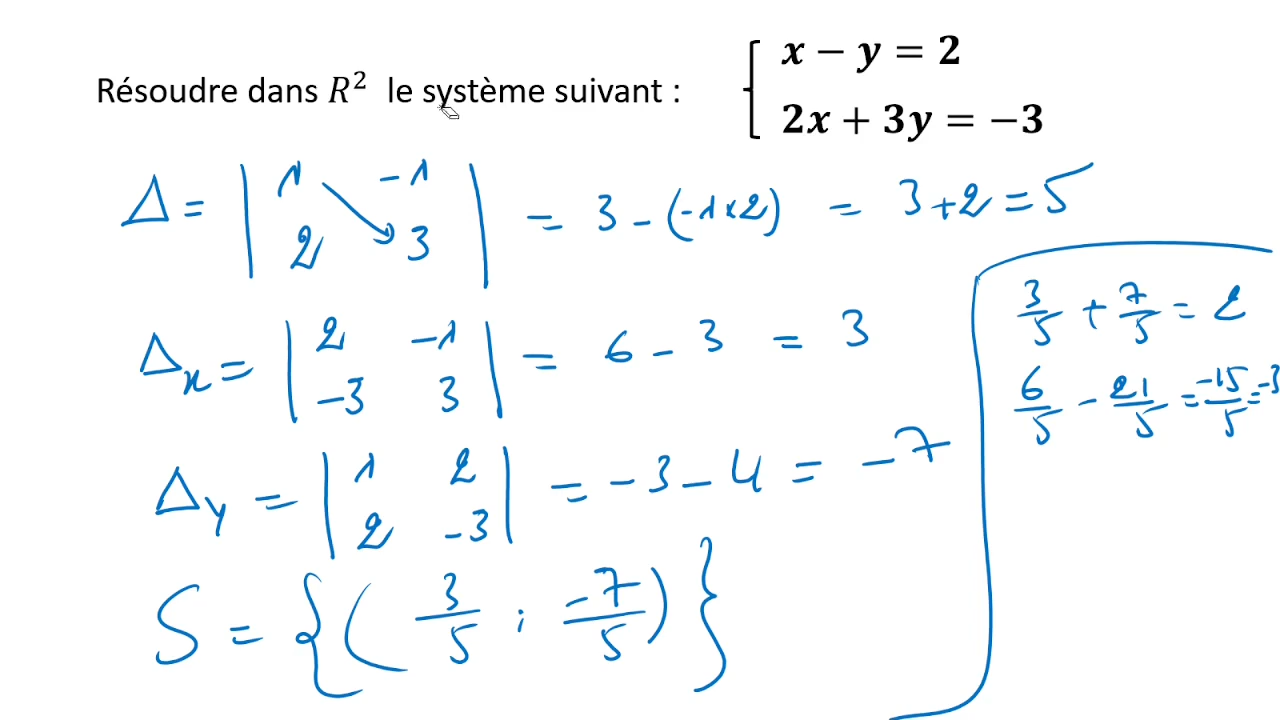 Résoudre dans R² le système suivant :
x − y = 2
2x + 3y = −3
Δ = | 1 -1 | = 3 - (-1×2) = 3+2 = 5
| 2 3 |
Δx = | 2 -1 | = 6 - 3 = 3
| -3 3 |
Δy = | 1 2 | = -3 - 4 = -7
| 2 -3 |
S = {( 3/5 ; -7/5 )}
3/5 + 7/5 = 2
6/5 - 21/5 = -15/5 = -3